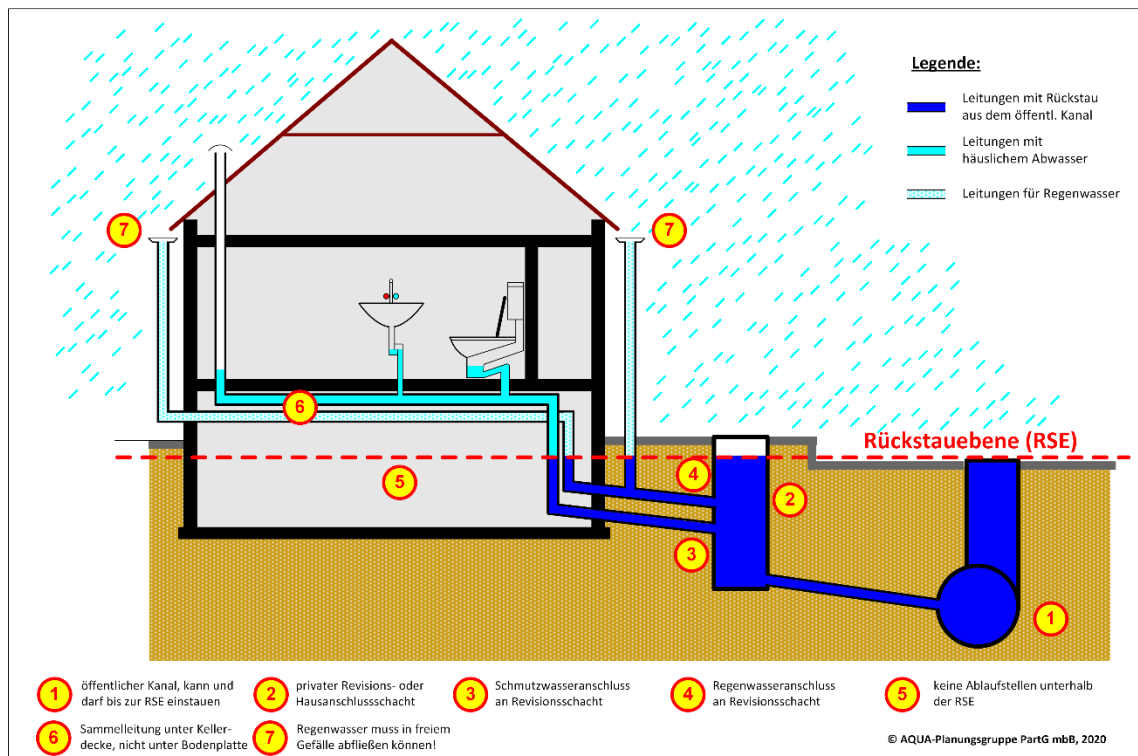 Legende:
Leitungen mit Rückstau
aus dem öffentl. Kanal
Leitungen mit
häuslichem Abwasser
Leitungen für Regenwasser
7
7
6
Rückstauebene (RSE)
5
4
2
3
1
1
öffentlicher Kanal, kann und
darf bis zur RSE einstauen
2
privater Revisions- oder
Hausanschlussschacht
3
Schmutzwasseranschluss
an Revisionsschacht
4
Regenwasseranschluss
an Revisionsschacht
5
keine Ablaufstellen unterhalb
der RSE
6
Sammelleitung unter Keller-
decke, nicht unter Bodenplatte
7
Regenwasser muss in freiem
Gefälle abfließen können!
© AQUA-Planungsgruppe PartG mbB, 2020